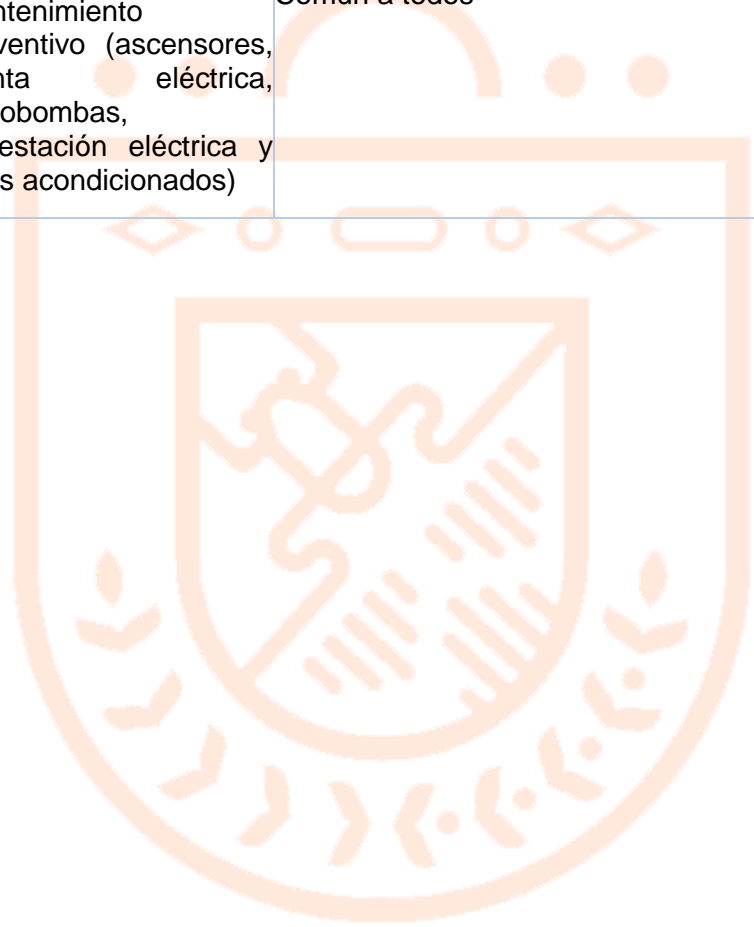 ntenimiento
ventivo (ascensores,
nta eléctrica,
obombas,
estación eléctrica y
s acondicionados)
Común a todos